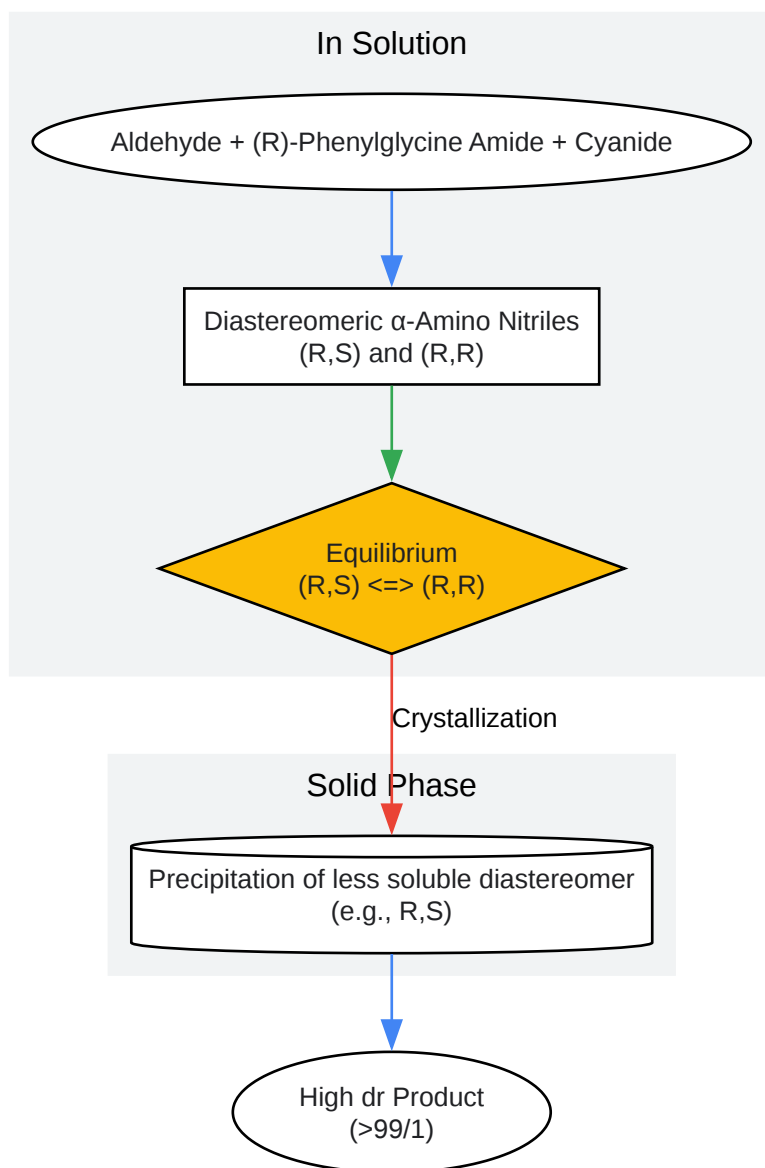 In Solution
Aldehyde + (R)-Phenylglycine Amide + Cyanide
Diastereomeric α-Amino Nitriles
(R,S) and (R,R)
Equilibrium
(R,S) <=> (R,R)
Crystallization
Solid Phase
Precipitation of less soluble diastereomer
(e.g., R,S)
High dr Product
(>99/1)